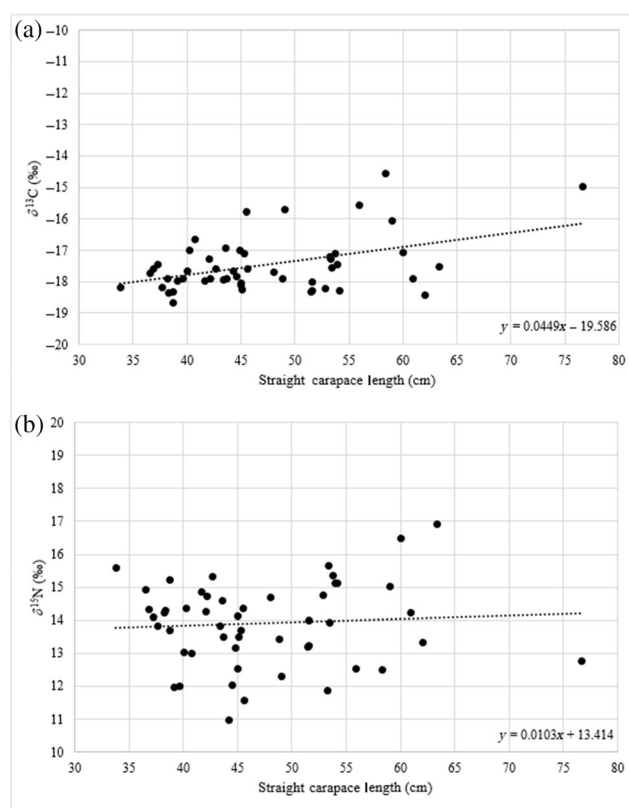 (a)
−10
−11
−12
−13
−14
−15
−16
−17
−18
−19
−20
δ¹³C (‰)
y = 0.0449x − 19.586
30 35 40 45 50 55 60 65 70 75 80
Straight carapace length (cm)
(b)
20
19
18
17
16
15
14
13
12
11
10
δ¹⁵N (‰)
y = 0.0103x + 13.414
30 35 40 45 50 55 60 65 70 75 80
Straight carapace length (cm)